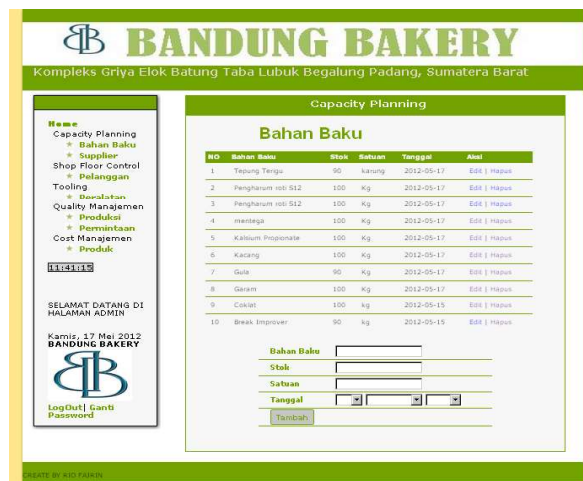 BANDUNG BAKERY
Kompleks Griya Elok Batung Taba Lubuk Begalung Padang, Sumatera Barat
Home
Capacity Planning
Bahan Baku
Supplier
Shop Floor Control
Pelanggan
Tooling
Peralatan
Quality Manajemen
Produksi
Permintaan
Cost Manajemen
Produk
11:41:15
SELAMAT DATANG DI
HALAMAN ADMIN
Kamis, 17 Mei 2012
BANDUNG BAKERY
LogOut| Ganti
Password
Capacity Planning
Bahan Baku
NO Bahan Baku Stok Satuan Tanggal Aksi
1 Tepung Terigu 90 karung 2012-05-17 Edit | Hapus
2 Pengharum roti S12 100 Kg 2012-05-17 Edit | Hapus
3 Pengharum roti S12 100 Kg 2012-05-17 Edit | Hapus
4 mentega 100 Kg 2012-05-17 Edit | Hapus
5 Kalsium Propionate 100 Kg 2012-05-17 Edit | Hapus
6 Kacang 100 Kg 2012-05-17 Edit | Hapus
7 Gula 90 Kg 2012-05-17 Edit | Hapus
8 Garam 100 Kg 2012-05-17 Edit | Hapus
9 Coklat 100 kg 2012-05-15 Edit | Hapus
10 Break Improver 90 kg 2012-05-15 Edit | Hapus
Bahan Baku
Stok
Satuan
Tanggal
Tambah
CREATE BY